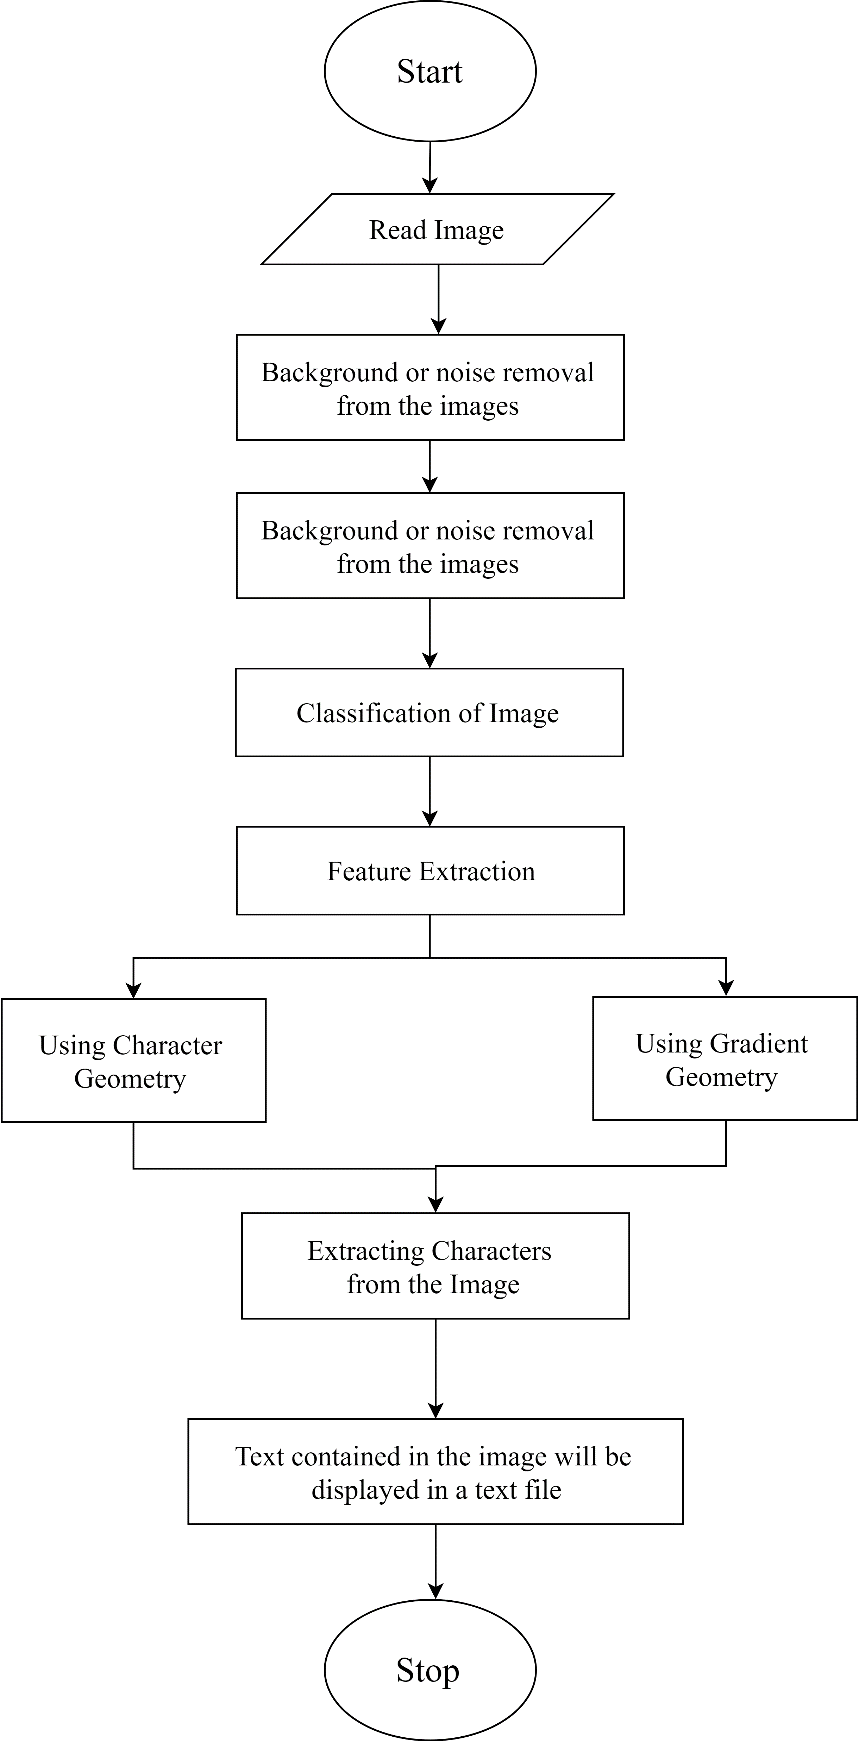 Start
Read Image
Background or noise removal
from the images
Background or noise removal
from the images
Classification of Image
Feature Extraction
Using Character
Geometry
Using Gradient
Geometry
Extracting Characters
from the Image
Text contained in the image will be
displayed in a text file
Stop